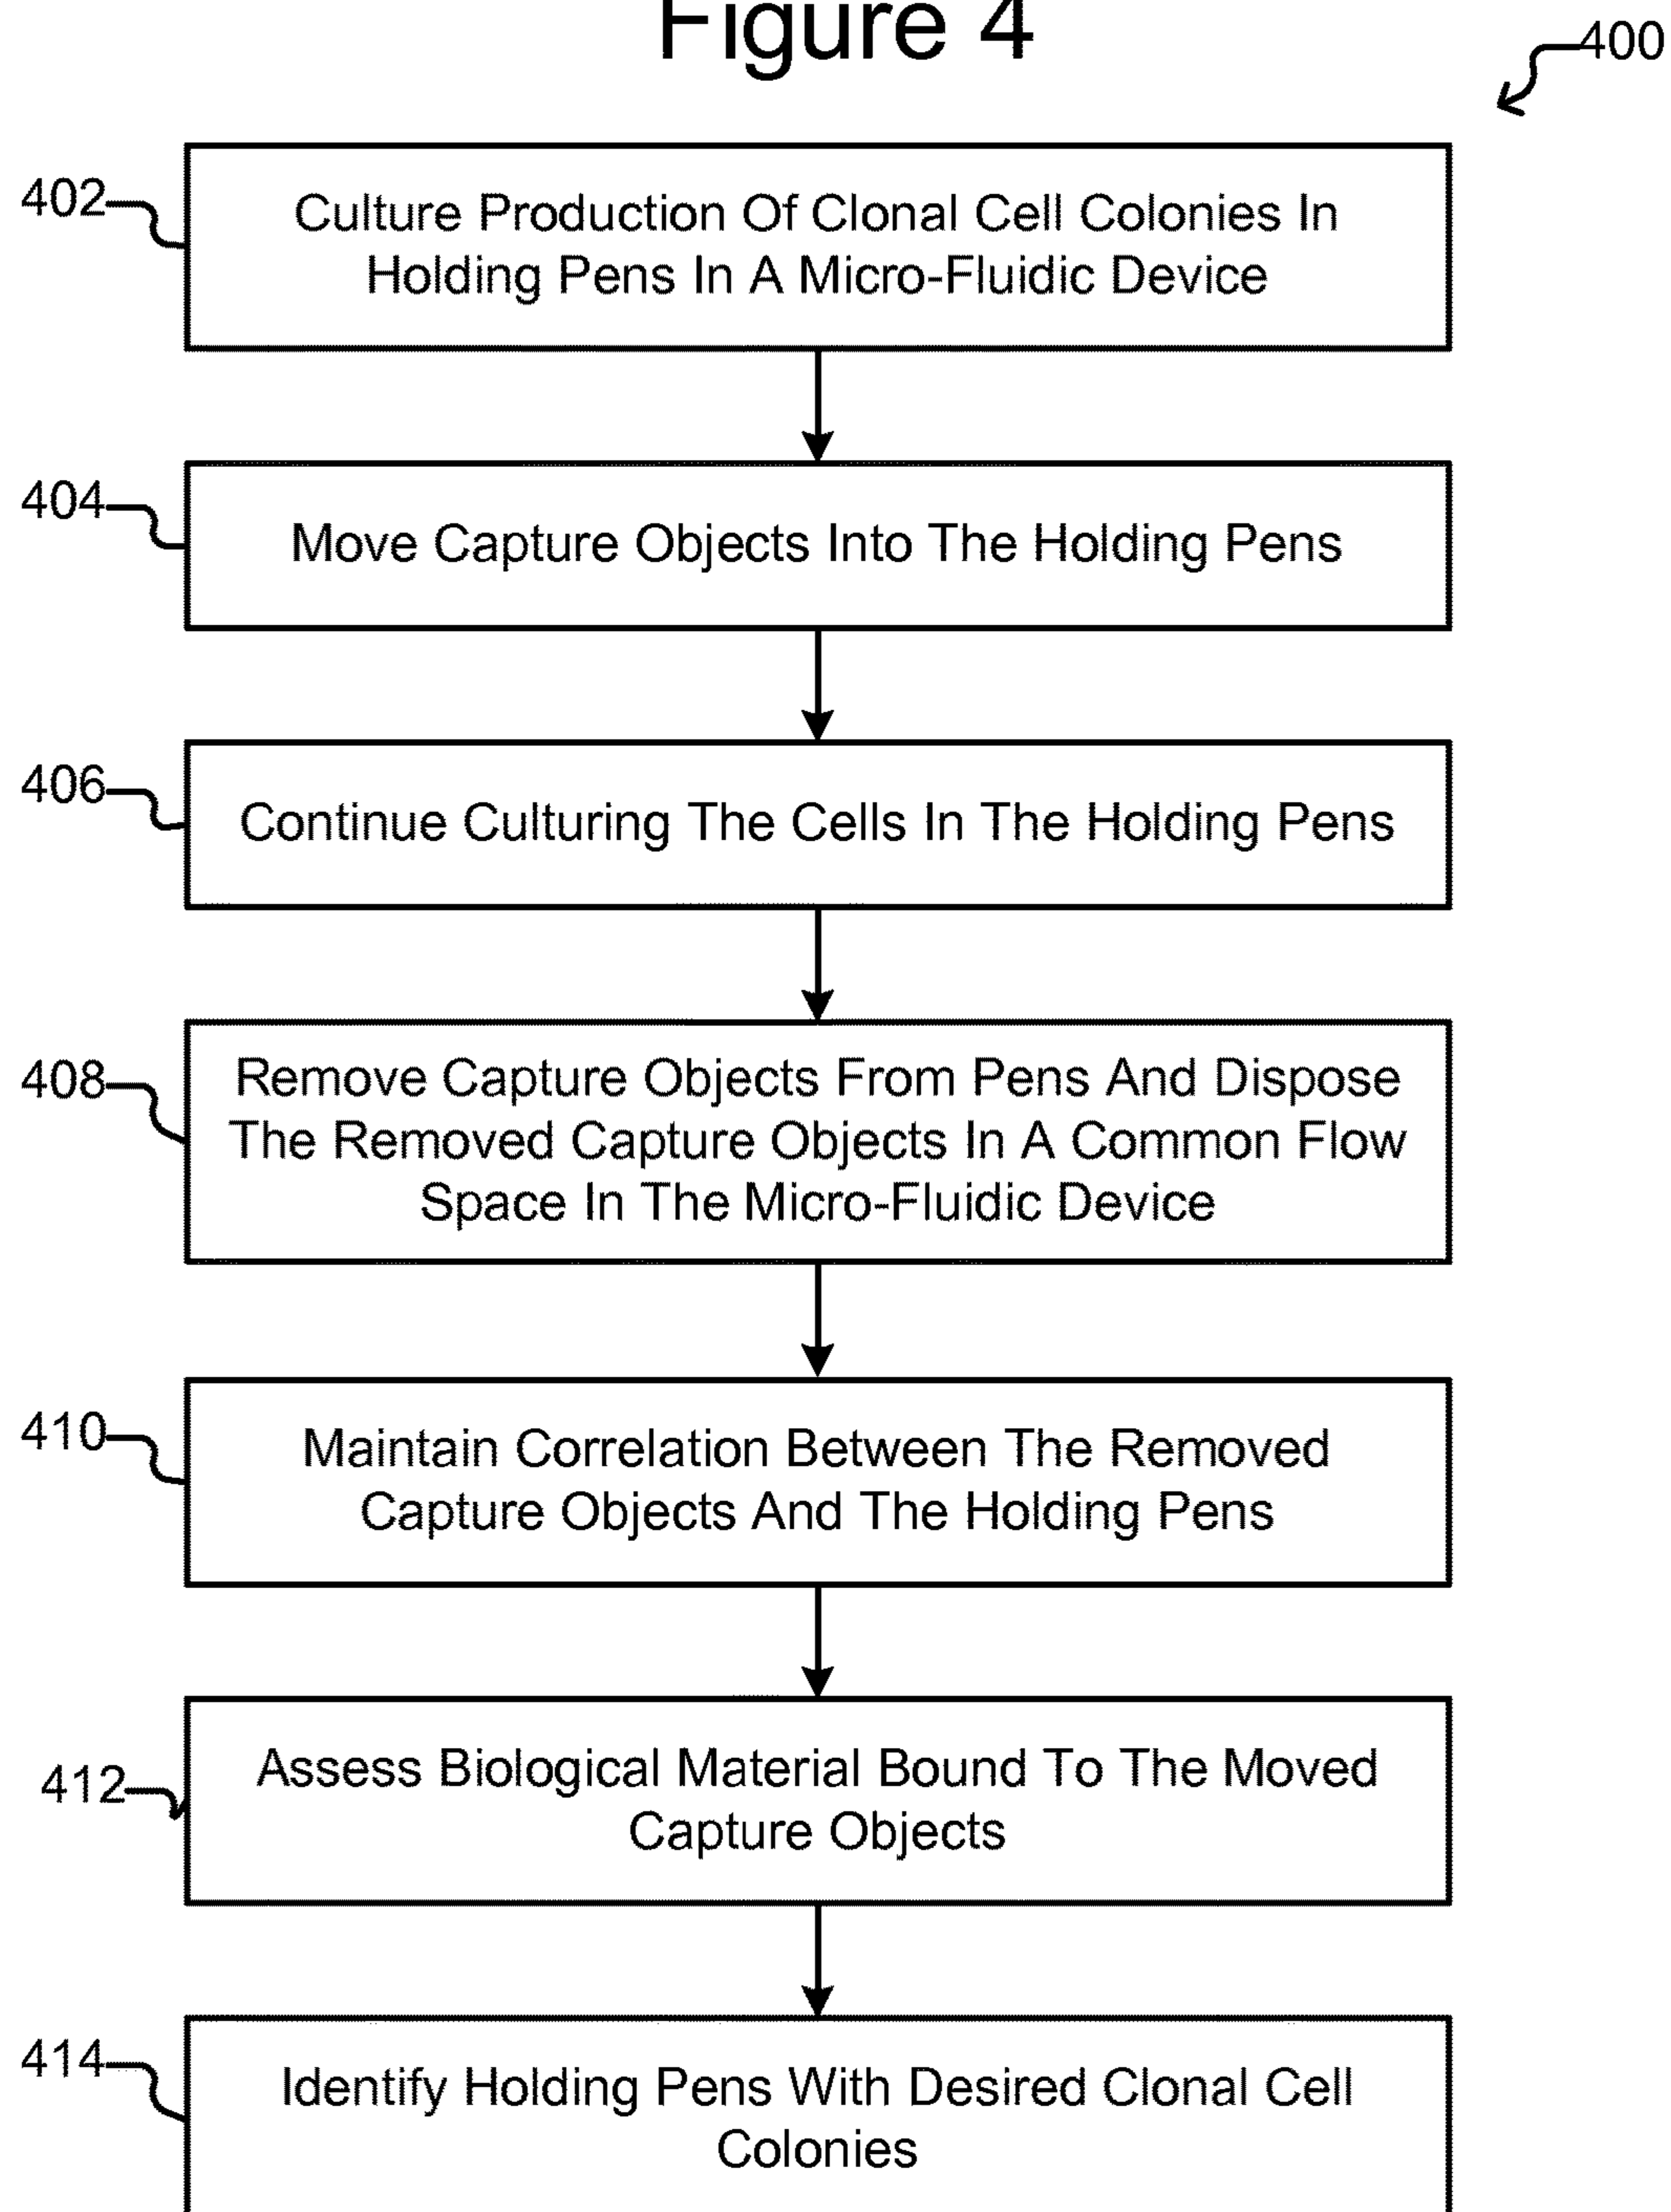 Figure 4
400
402
Culture Production Of Clonal Cell Colonies In
Holding Pens In A Micro-Fluidic Device
404
Move Capture Objects Into The Holding Pens
406
Continue Culturing The Cells In The Holding Pens
408
Remove Capture Objects From Pens And Dispose
The Removed Capture Objects In A Common Flow
Space In The Micro-Fluidic Device
410
Maintain Correlation Between The Removed
Capture Objects And The Holding Pens
412
Assess Biological Material Bound To The Moved
Capture Objects
414
Identify Holding Pens With Desired Clonal Cell
Colonies